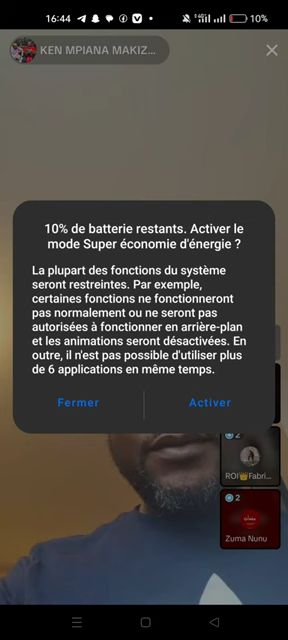 16:44
10%
KEN MPIANA MAKIZ...
10% de batterie restants. Activer le
mode Super économie d'énergie ?
La plupart des fonctions du système
seront restreintes. Par exemple,
certaines fonctions ne fonctionneront
pas normalement ou ne seront pas
autorisées à fonctionner en arrière-plan
et les animations seront désactivées. En
outre, il n'est pas possible d'utiliser plus
de 6 applications en même temps.
Fermer
Activer
2
ROI👑Fabri...
2
Zuma Nunu